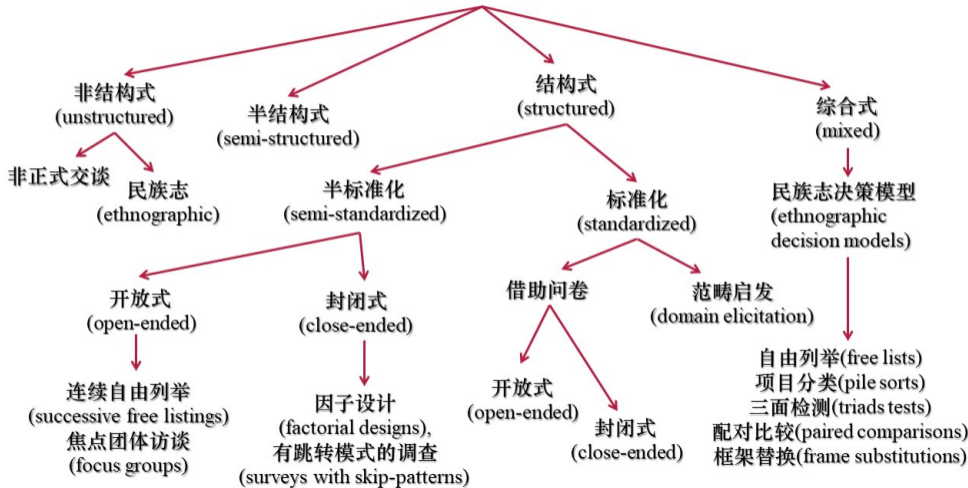 非结构式
(unstructured)
半结构式
(semi-structured)
结构式
(structured)
综合式
(mixed)
非正式交谈
民族志
(ethnographic)
半标准化
(semi-standardized)
标准化
(standardized)
民族志决策模型
(ethnographic
decision models)
开放式
(open-ended)
封闭式
(close-ended)
借助问卷
范畴启发
(domain elicitation)
连续自由列举
(successive free listings)
焦点团体访谈
(focus groups)
因子设计
(factorial designs),
有跳转模式的调查
(surveys with skip-patterns)
开放式
(open-ended)
封闭式
(close-ended)
自由列举(free lists)
项目分类(pile sorts)
三面检测(triads tests)
配对比较(paired comparisons)
框架替换(frame substitutions)